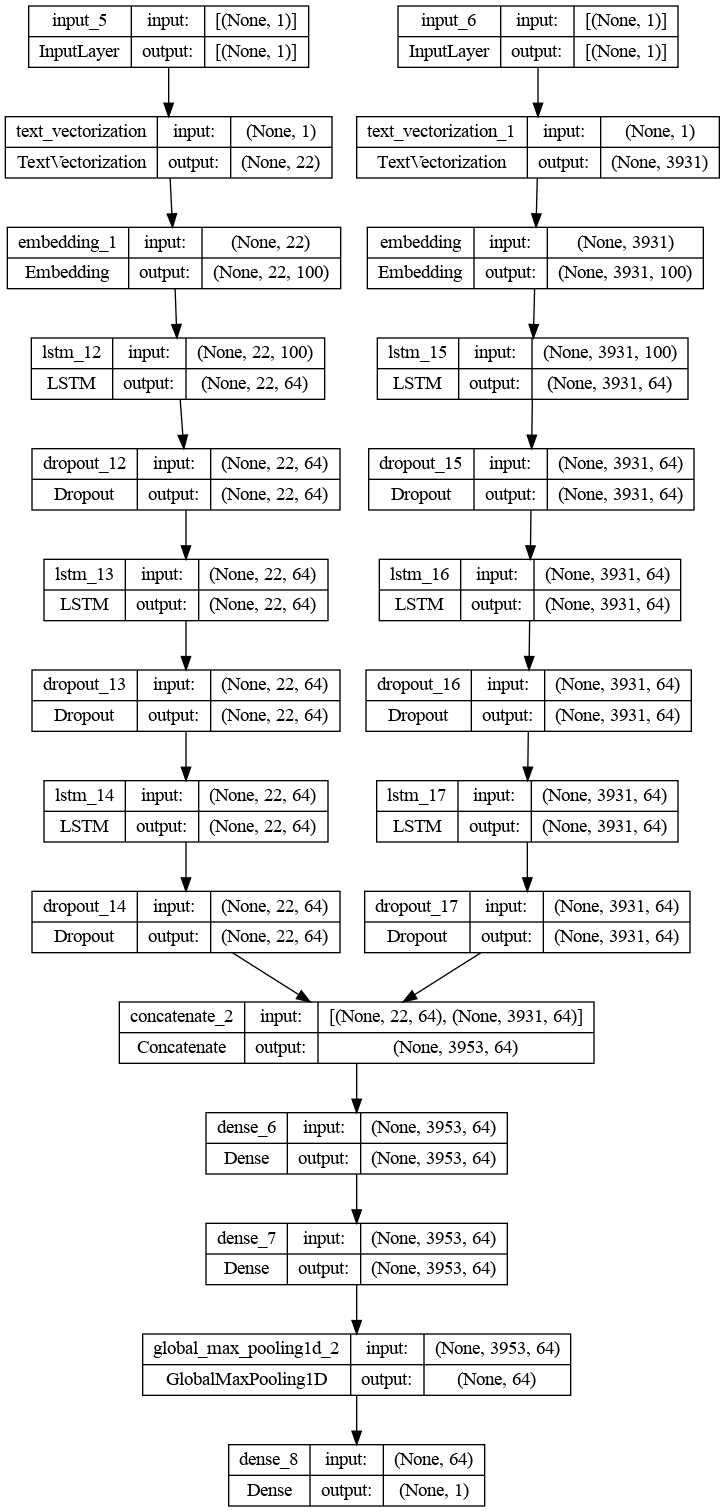 input_5 input: [(None, 1)]
InputLayer output: [(None, 1)]
input_6 input: [(None, 1)]
InputLayer output: [(None, 1)]
text_vectorization input: (None, 1)
TextVectorization output: (None, 22)
text_vectorization_1 input: (None, 1)
TextVectorization output: (None, 3931)
embedding_1 input: (None, 22)
Embedding output: (None, 22, 100)
embedding input: (None, 3931)
Embedding output: (None, 3931, 100)
lstm_12 input: (None, 22, 100)
LSTM output: (None, 22, 64)
lstm_15 input: (None, 3931, 100)
LSTM output: (None, 3931, 64)
dropout_12 input: (None, 22, 64)
Dropout output: (None, 22, 64)
dropout_15 input: (None, 3931, 64)
Dropout output: (None, 3931, 64)
lstm_13 input: (None, 22, 64)
LSTM output: (None, 22, 64)
lstm_16 input: (None, 3931, 64)
LSTM output: (None, 3931, 64)
dropout_13 input: (None, 22, 64)
Dropout output: (None, 22, 64)
dropout_16 input: (None, 3931, 64)
Dropout output: (None, 3931, 64)
lstm_14 input: (None, 22, 64)
LSTM output: (None, 22, 64)
lstm_17 input: (None, 3931, 64)
LSTM output: (None, 3931, 64)
dropout_14 input: (None, 22, 64)
Dropout output: (None, 22, 64)
dropout_17 input: (None, 3931, 64)
Dropout output: (None, 3931, 64)
concatenate_2 input: [(None, 22, 64), (None, 3931, 64)]
Concatenate output: (None, 3953, 64)
dense_6 input: (None, 3953, 64)
Dense output: (None, 3953, 64)
dense_7 input: (None, 3953, 64)
Dense output: (None, 3953, 64)
global_max_pooling1d_2 input: (None, 3953, 64)
GlobalMaxPooling1D output: (None, 64)
dense_8 input: (None, 64)
Dense output: (None, 1)